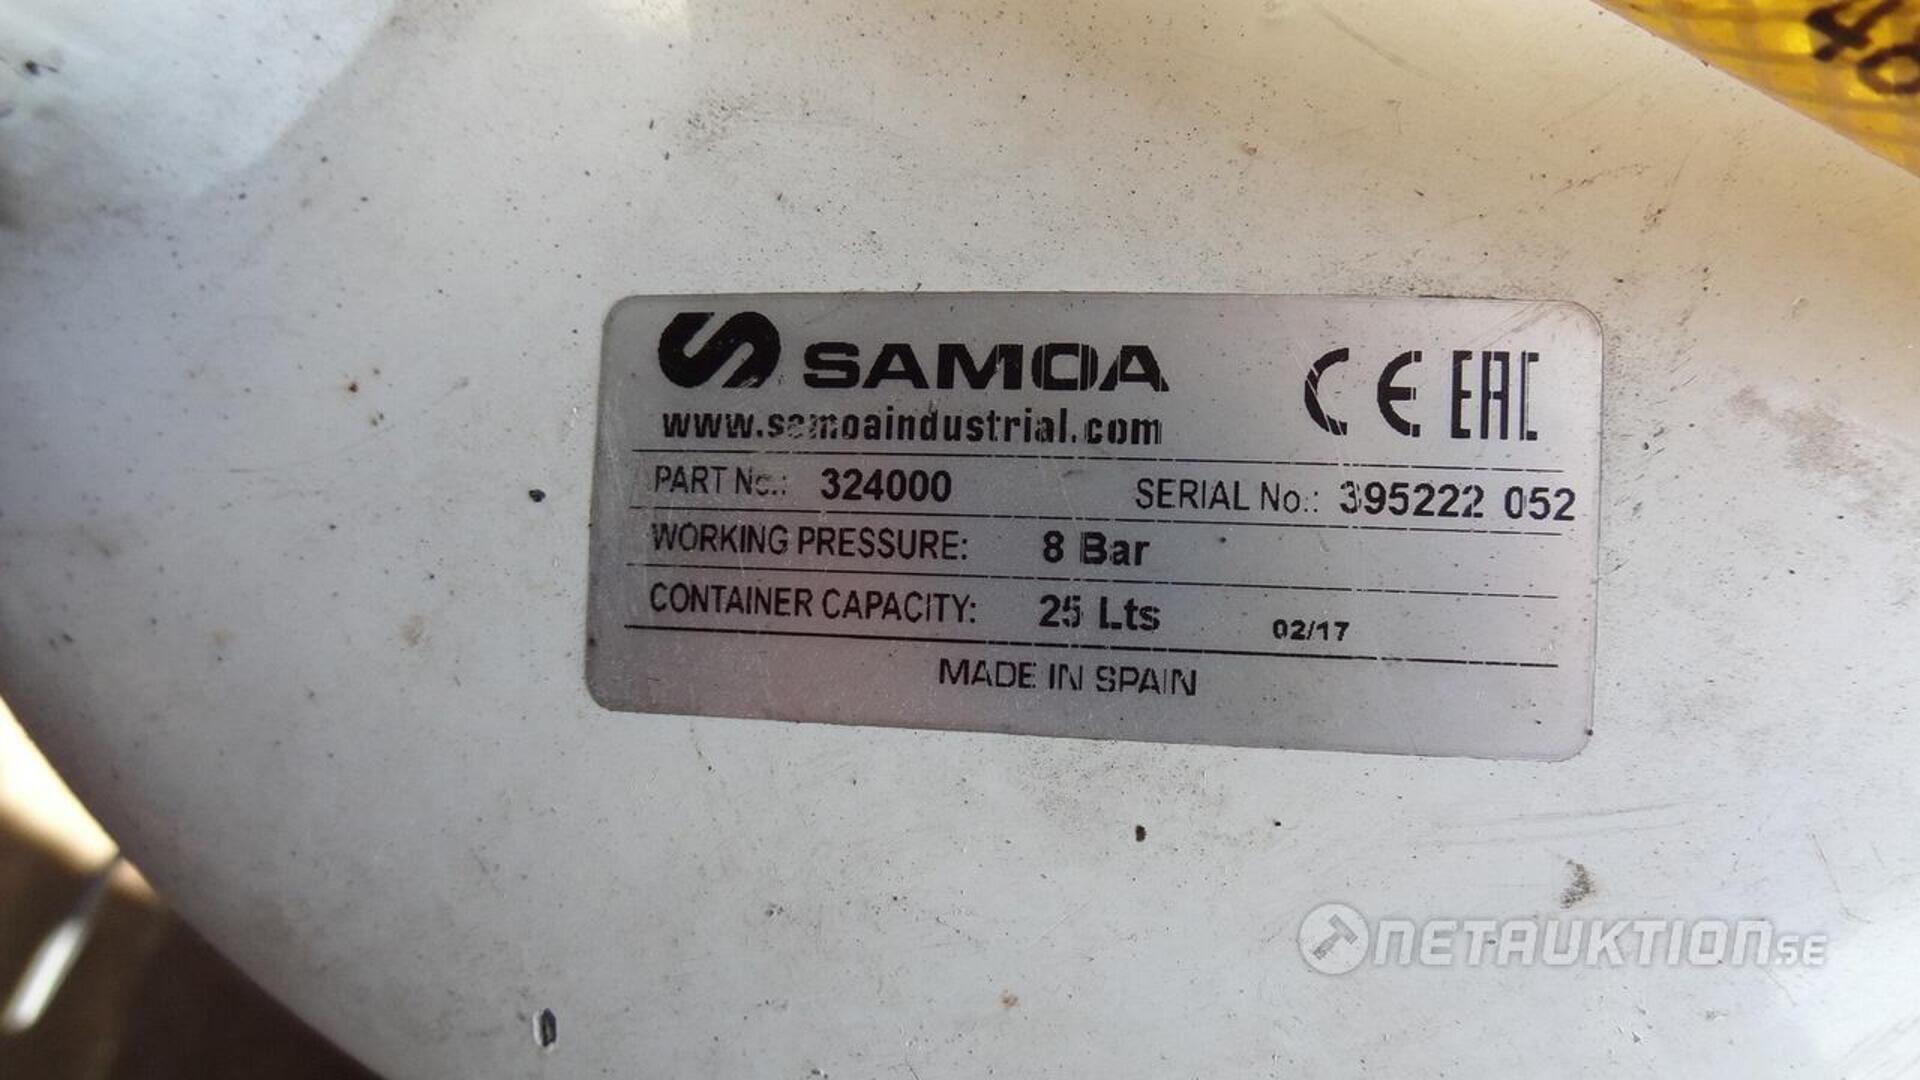 SAMOA
www.samoaindustrial.com
CE EAC
PART No.: 324000 SERIAL No.: 395222 052
WORKING PRESSURE: 8 Bar
CONTAINER CAPACITY: 25 Lts 02/17
MADE IN SPAIN
NETAUKTION.SE